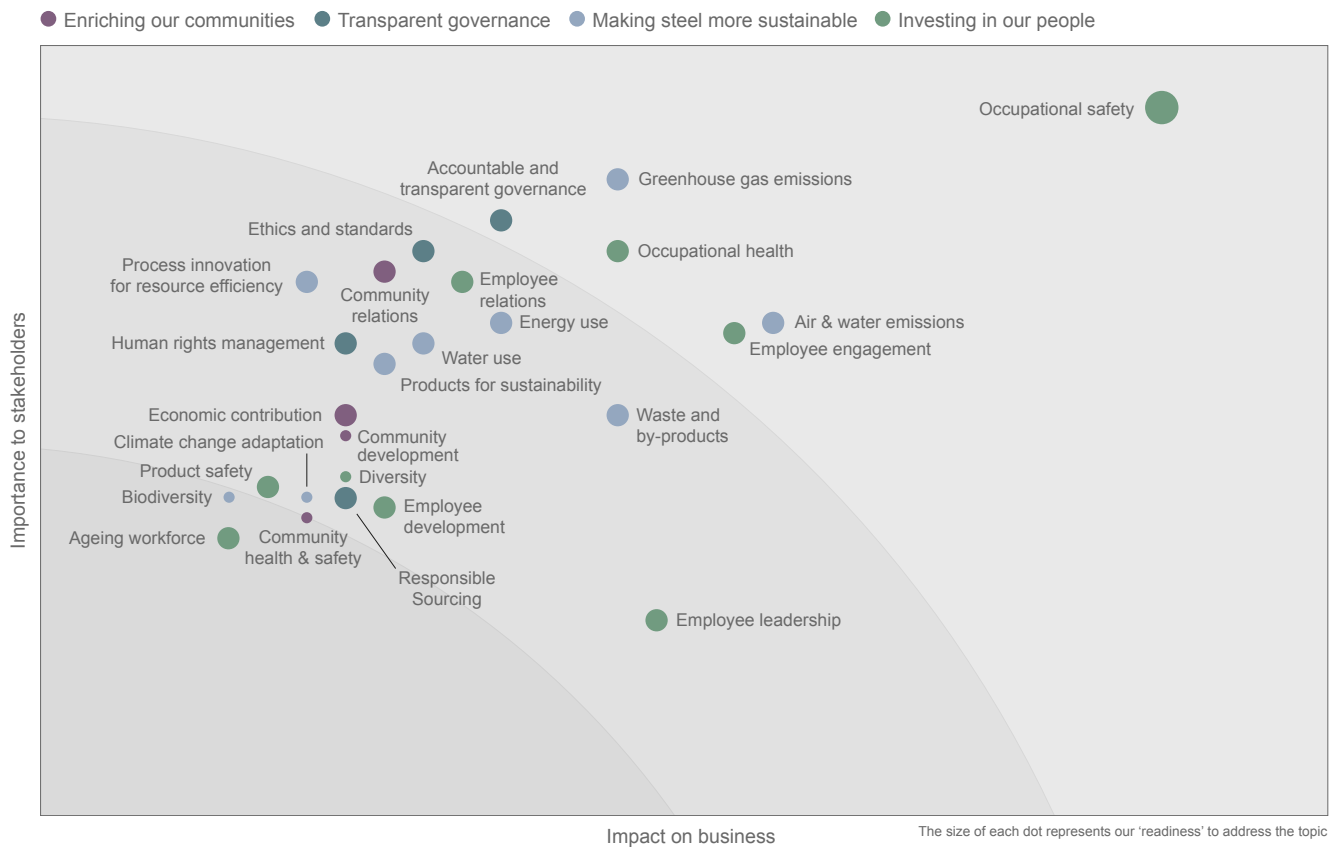 Enriching our communities
Transparent governance
Making steel more sustainable
Investing in our people
Occupational safety
Accountable and
transparent governance
Greenhouse gas emissions
Ethics and standards
Occupational health
Process innovation
for resource efficiency
Community
relations
Employee
relations
Energy use
Air & water emissions
Human rights management
Water use
Employee engagement
Products for sustainability
Economic contribution
Waste and
by-products
Climate change adaptation
Community
development
Product safety
Diversity
Biodiversity
Employee
development
Ageing workforce
Community
health & safety
Responsible
Sourcing
Employee leadership
Importance to stakeholders
Impact on business
The size of each dot represents our ‘readiness’ to address the topic